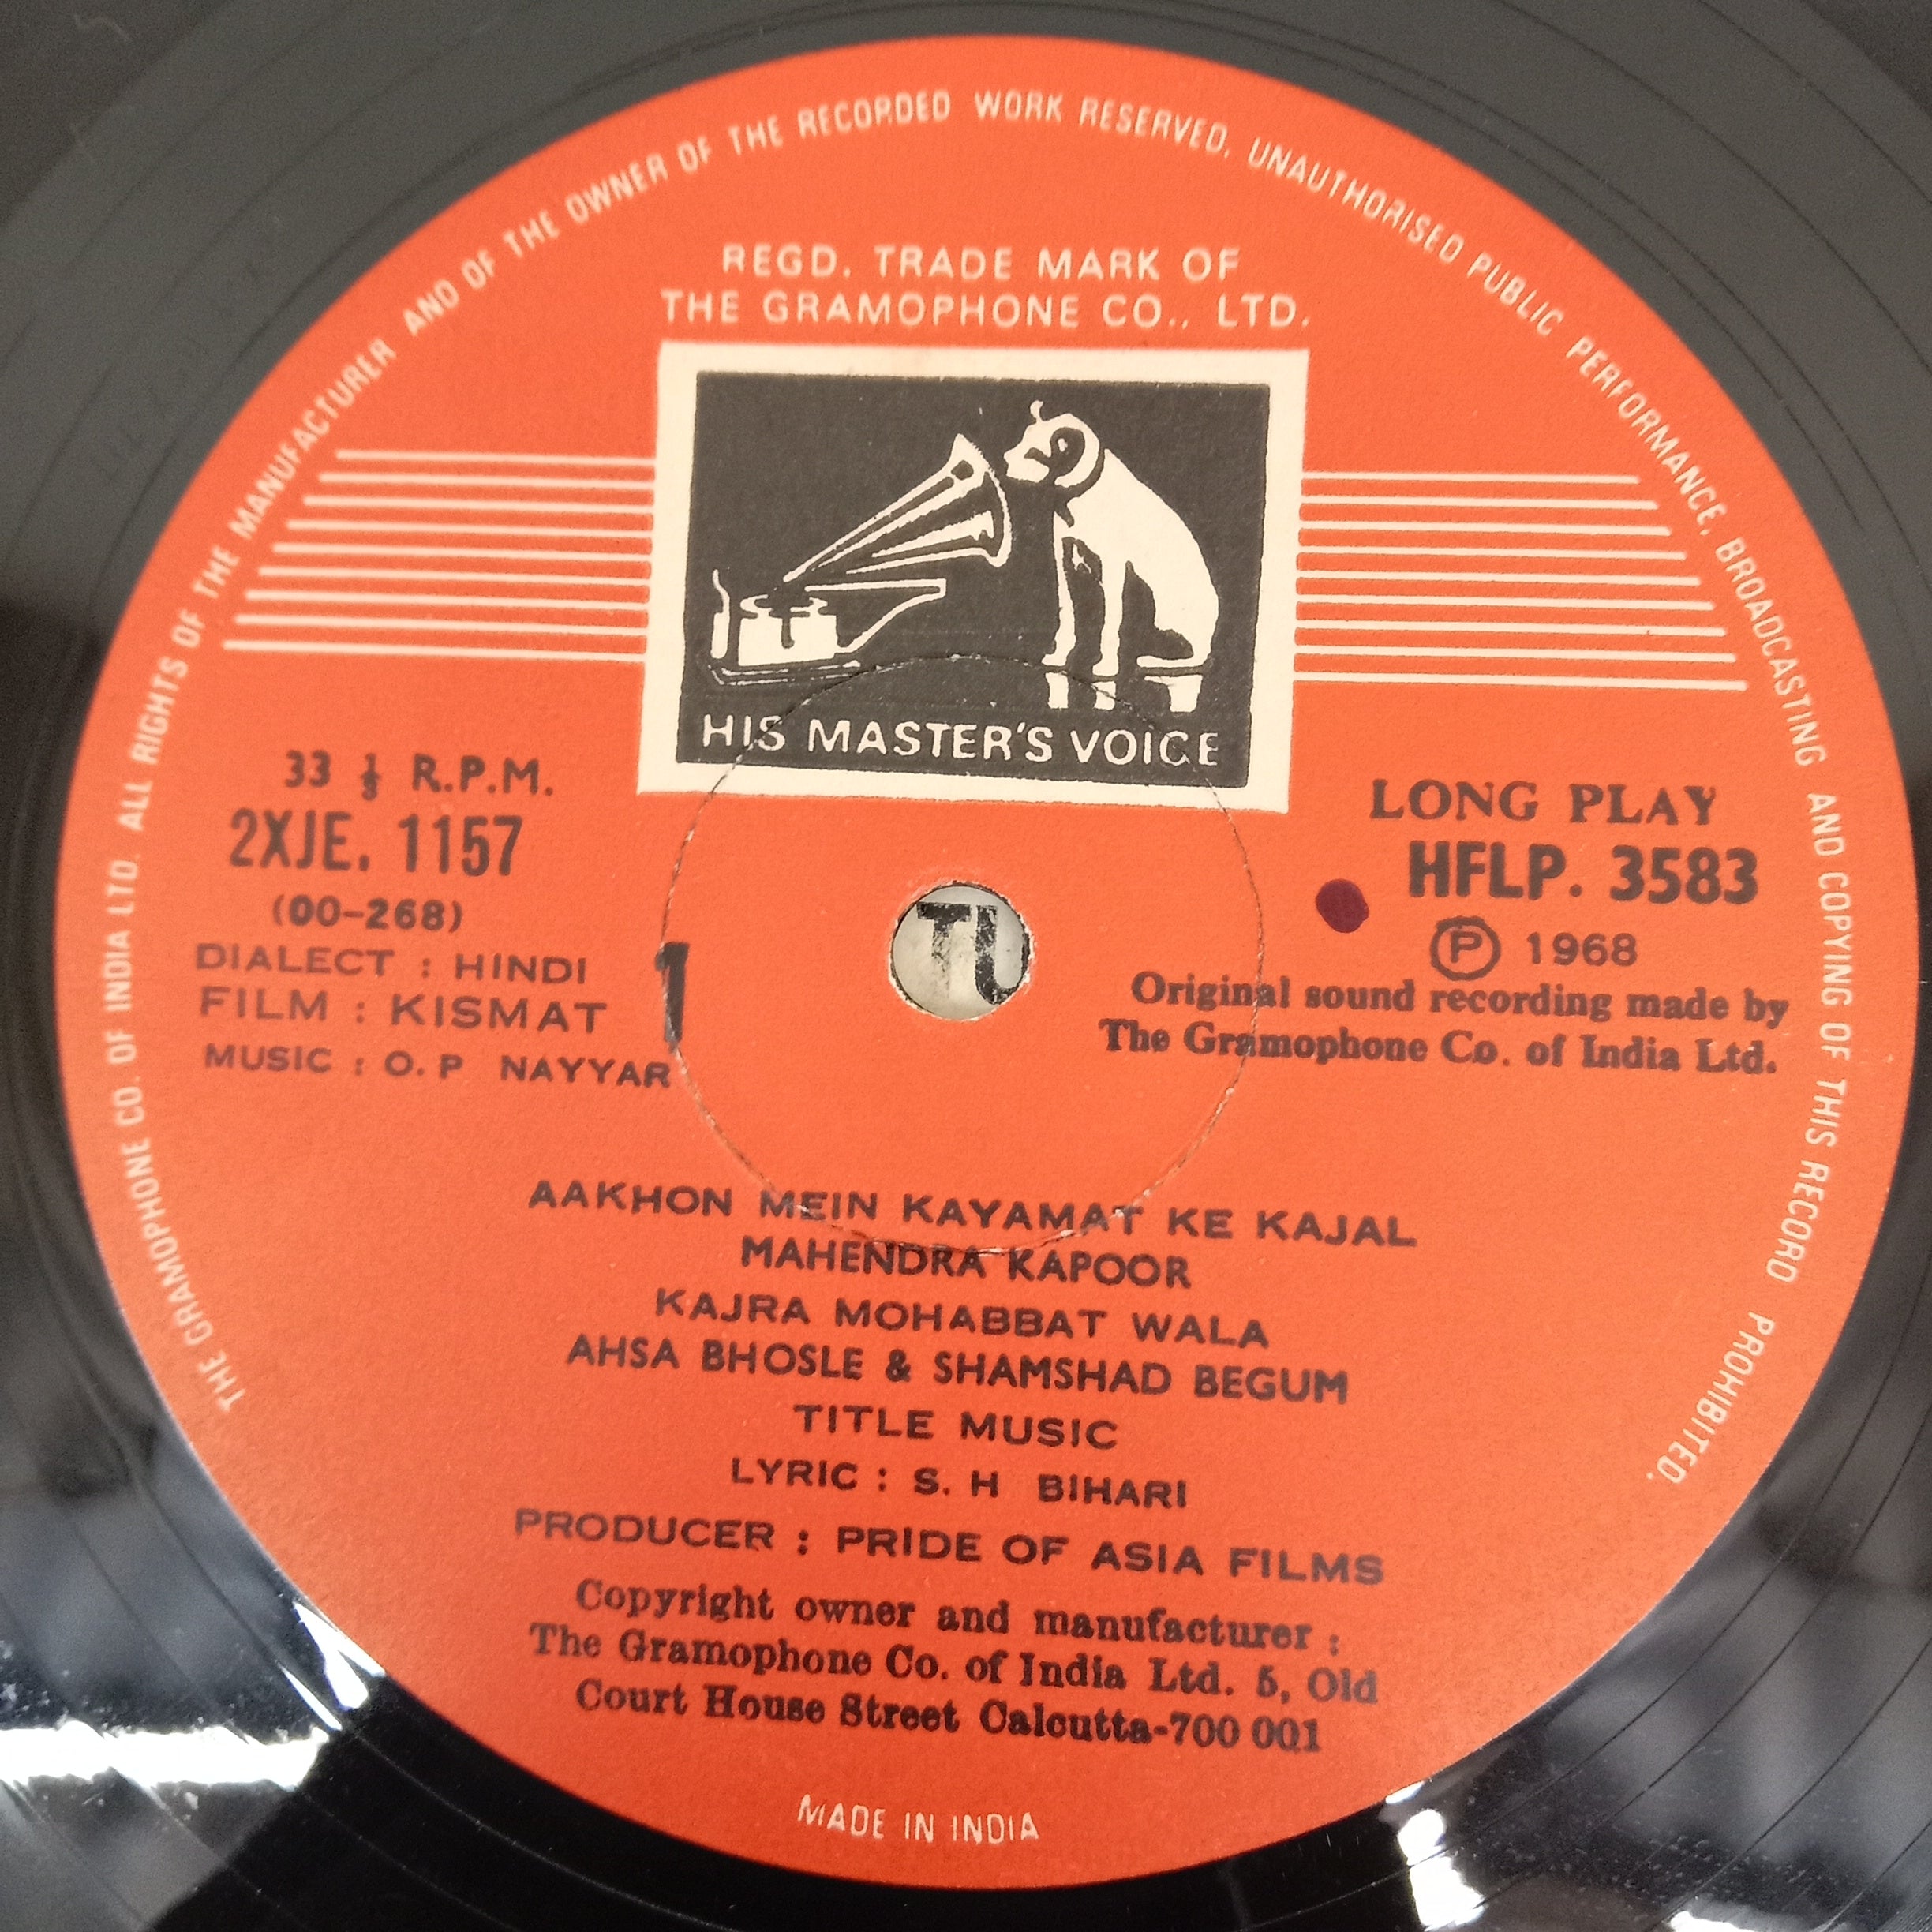 THE GRAMOPHONE CO. OF INDIA LTD. ALL RIGHTS OF THE MANUFACTURER AND OF THE OWNER OF THE RECORDED WORK RESERVED. UNAUTHORISED PUBLIC PERFORMANCE, BROADCASTING AND COPYING OF THIS RECORD PROHIBITED.
REGD. TRADE MARK OF
THE GRAMOPHONE CO., LTD.
HIS MASTER'S VOICE
33 ⅓ R.P.M.
2XJE. 1157
(00-268)
DIALECT : HINDI
FILM : KISMAT
MUSIC : O. P NAYYAR
1
LONG PLAY
HFLP. 3583
Ⓟ 1968
Original sound recording made by
The Gramophone Co. of India Ltd.
AAKHON MEIN KAYAMAT KE KAJAL
MAHENDRA KAPOOR
KAJRA MOHABBAT WALA
AHSA BHOSLE & SHAMSHAD BEGUM
TITLE MUSIC
LYRIC : S. H BIHARI
PRODUCER : PRIDE OF ASIA FILMS
Copyright owner and manufacturer :
The Gramophone Co. of India Ltd. 5, Old
Court House Street Calcutta-700 001
MADE IN INDIA